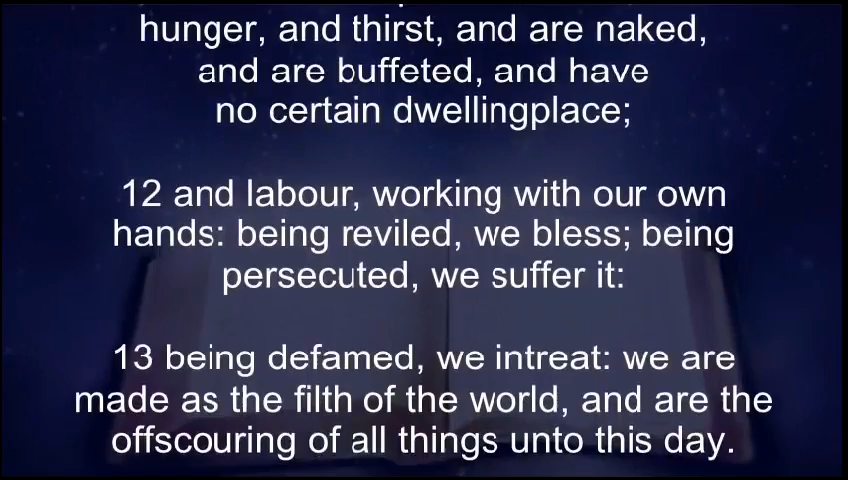 hunger, and thirst, and are naked,
and are buffeted, and have
no certain dwellingplace;
12 and labour, working with our own
hands: being reviled, we bless; being
persecuted, we suffer it:
13 being defamed, we intreat: we are
made as the filth of the world, and are the
offscouring of all things unto this day.